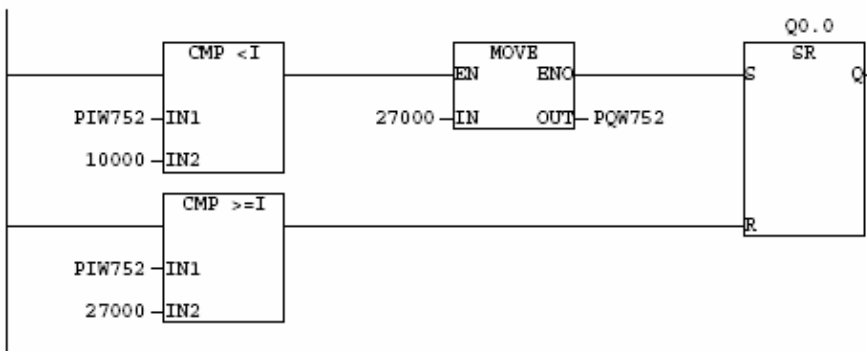 Q0.0
CMP <I
MOVE
SR
EN ENO
S Q
PIW752 IN1
27000 IN OUT PQW752
10000 IN2
CMP >=I
R
PIW752 IN1
27000 IN2